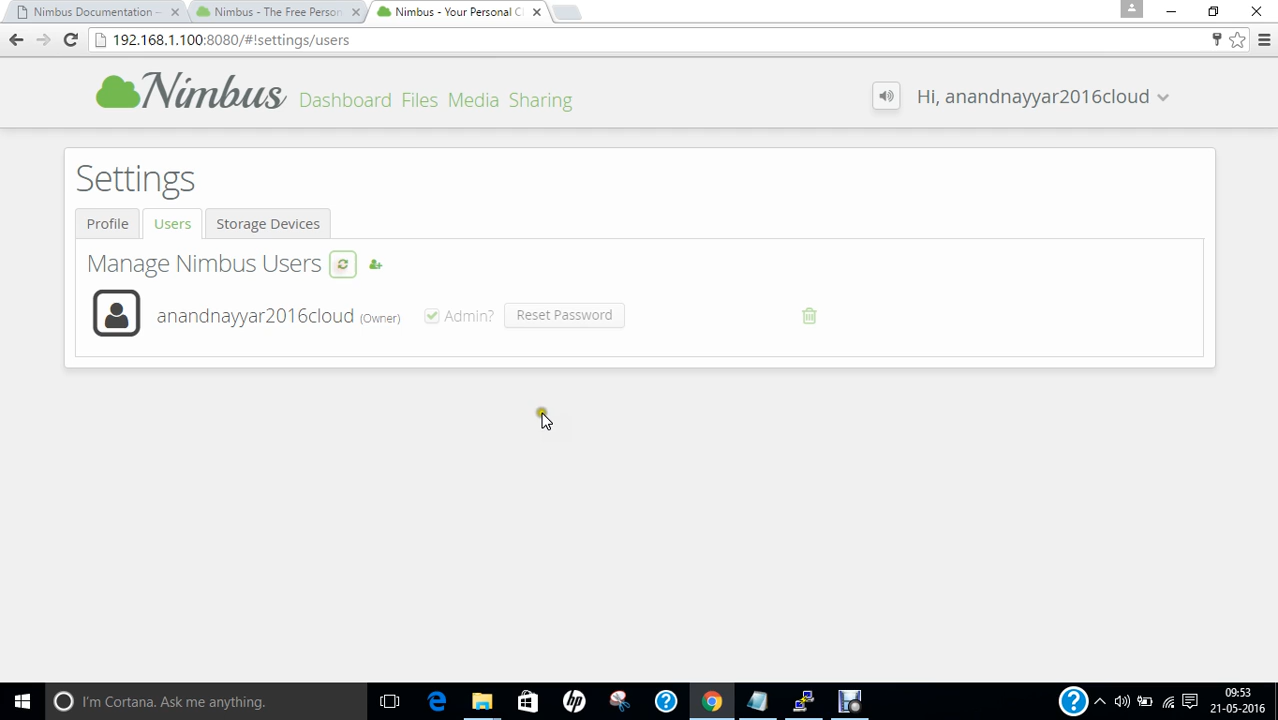 Nimbus Documentation –
Nimbus - The Free Person
Nimbus - Your Personal C
192.168.1.100:8080/#!settings/users
Nimbus Dashboard Files Media Sharing
Hi, anandnayyar2016cloud
Settings
Profile Users Storage Devices
Manage Nimbus Users
anandnayyar2016cloud (Owner) Admin? Reset Password
I'm Cortana. Ask me anything.
09:53
21-05-2016